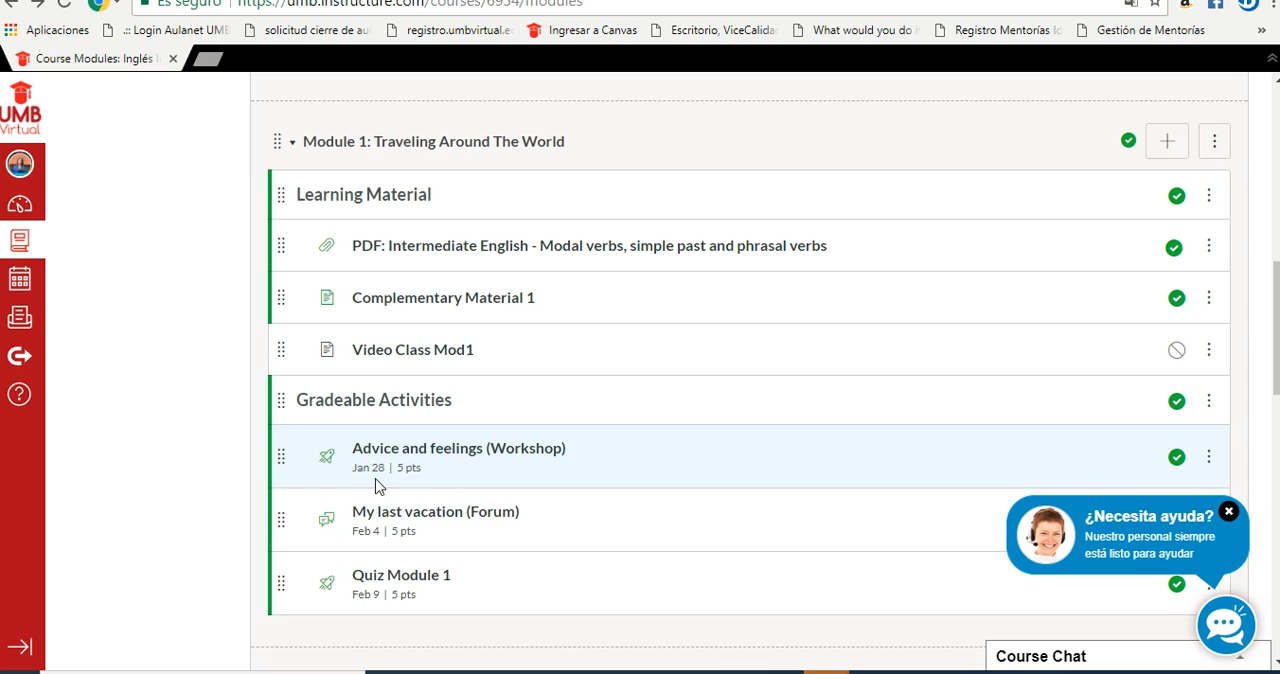 Es seguro | https://umb.instructure.com/courses/6954/modules
Aplicaciones .:: Login Aulanet UMB solicitud cierre de au registro.umbvirtual.e Ingresar a Canvas Escritorio, ViceCalida What would you do i Registro Mentorías Gestión de Mentorías »
Course Modules: Inglés I
UMB
Virtual
Module 1: Traveling Around The World
Learning Material
PDF: Intermediate English - Modal verbs, simple past and phrasal verbs
Complementary Material 1
Video Class Mod1
Gradeable Activities
Advice and feelings (Workshop)
Jan 28 | 5 pts
My last vacation (Forum)
Feb 4 | 5 pts
Quiz Module 1
Feb 9 | 5 pts
¿Necesita ayuda?
Nuestro personal siempre
está listo para ayudar
Course Chat